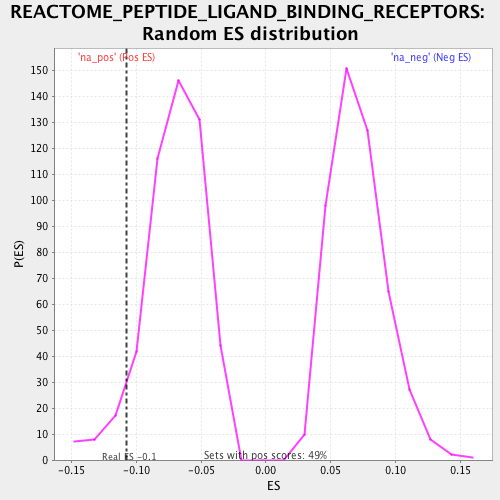 REACTOME_PEPTIDE_LIGAND_BINDING_RECEPTORS:
Random ES distribution
'na_pos' (Pos ES)
'na_neg' (Neg ES)
150
140
130
120
110
100
90
80
70
60
50
40
30
20
10
0
P(ES)
Real ES -0.1
Sets with pos scores: 49%
-0.15 -0.10 -0.05 0.00 0.05 0.10 0.15
ES